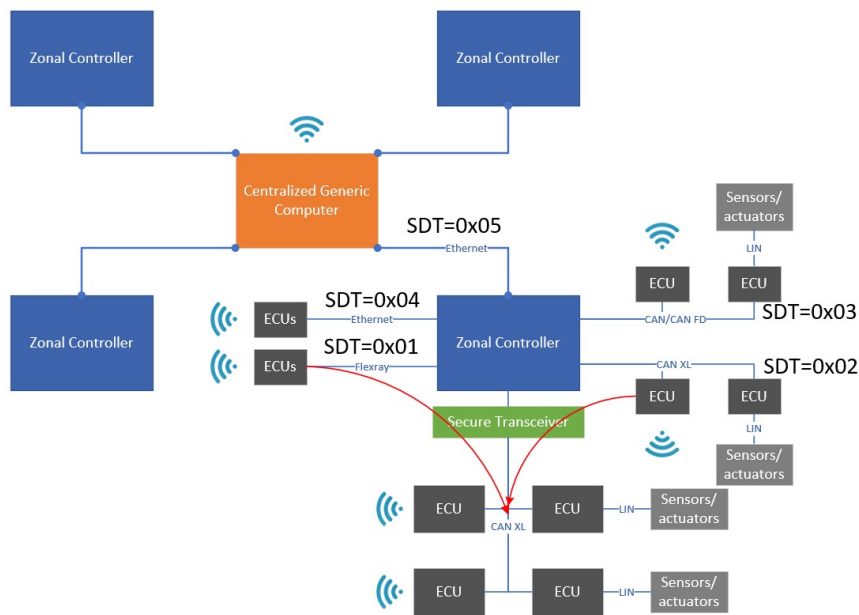 Zonal Controller
Zonal Controller
Centralized Generic
Computer
SDT=0x05
Ethernet
Sensors/
actuators
LIN
ECU
ECU
SDT=0x04
ECUs
Ethernet
Zonal Controller
Zonal Controller
CAN/CAN FD
SDT=0x03
SDT=0x01
ECUs
Flexray
CAN XL
SDT=0x02
ECU
ECU
Secure Transceiver
LIN
Sensors/
actuators
ECU
ECU
LIN
Sensors/
actuators
CAN XL
ECU
ECU
LIN
Sensors/
actuators